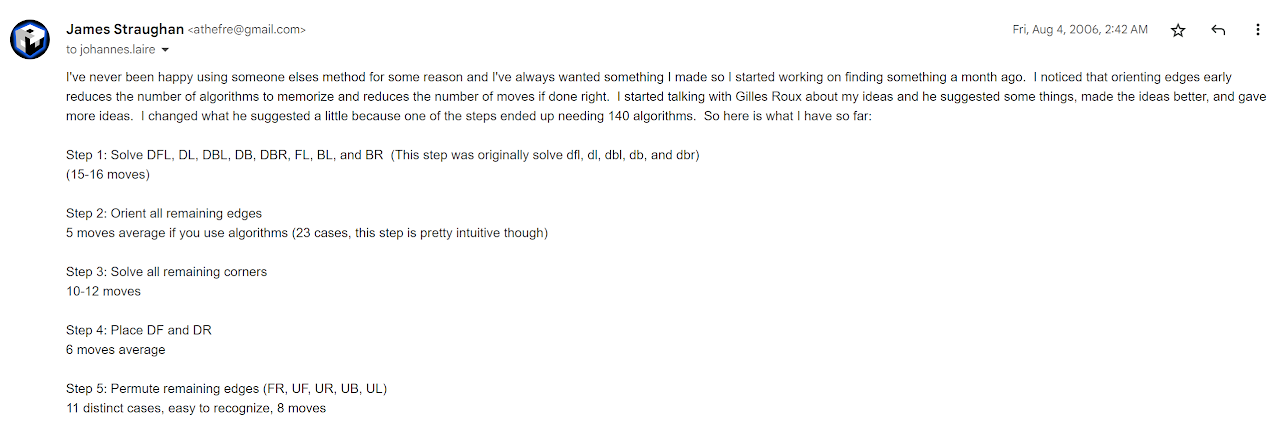 James Straughan <athefre@gmail.com>
Fri, Aug 4, 2006, 2:42 AM
to johannes.laire
I've never been happy using someone elses method for some reason and I've always wanted something I made so I started working on finding something a month ago.  I noticed that orienting edges early
reduces the number of algorithms to memorize and reduces the number of moves if done right.  I started talking with Gilles Roux about my ideas and he suggested some things, made the ideas better, and gave
more ideas.  I changed what he suggested a little because one of the steps ended up needing 140 algorithms.  So here is what I have so far:
Step 1: Solve DFL, DL, DBL, DB, DBR, FL, BL, and BR  (This step was originally solve dfl, dl, dbl, db, and dbr)
(15-16 moves)
Step 2: Orient all remaining edges
5 moves average if you use algorithms (23 cases, this step is pretty intuitive though)
Step 3: Solve all remaining corners
10-12 moves
Step 4: Place DF and DR
6 moves average
Step 5: Permute remaining edges (FR, UF, UR, UB, UL)
11 distinct cases, easy to recognize, 8 moves